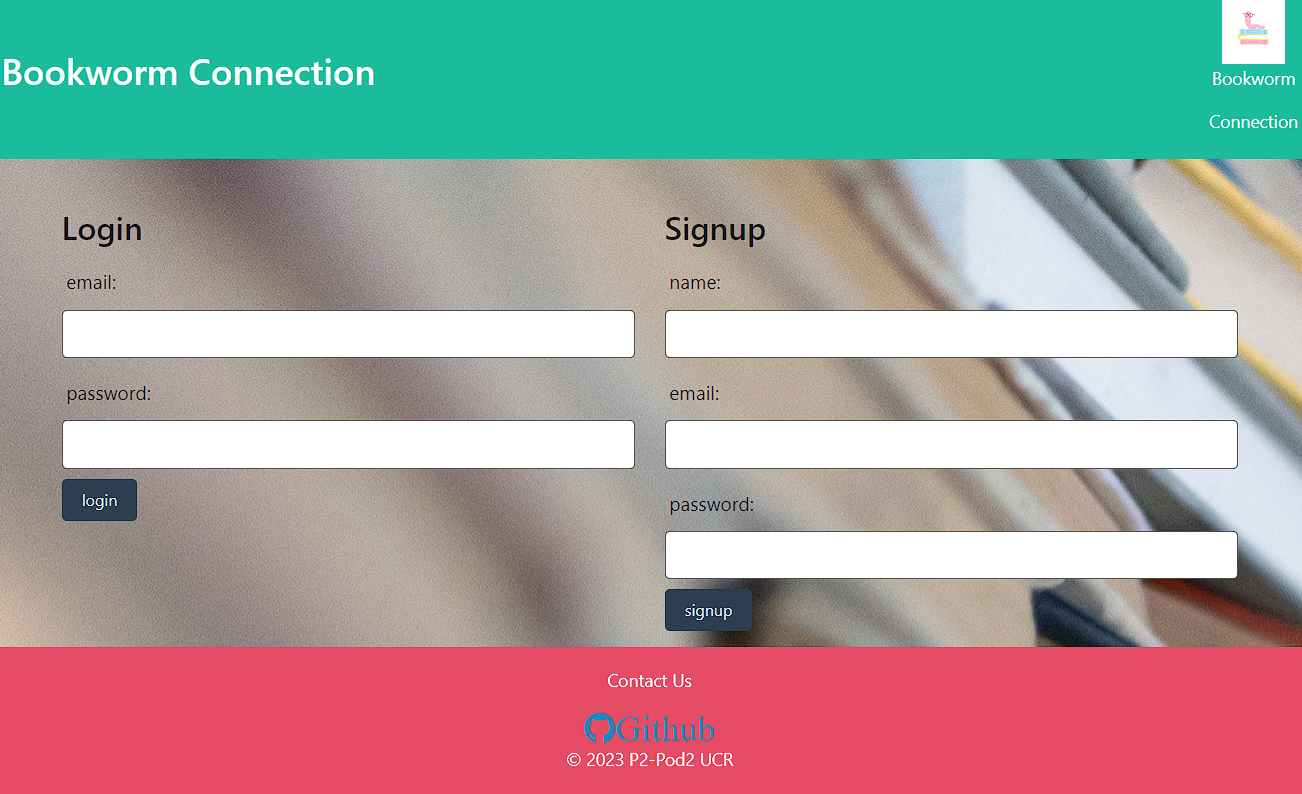 Bookworm Connection
Bookworm
Connection
Login
email:
password:
login
Signup
name:
email:
password:
signup
Contact Us
Github
© 2023 P2-Pod2 UCR